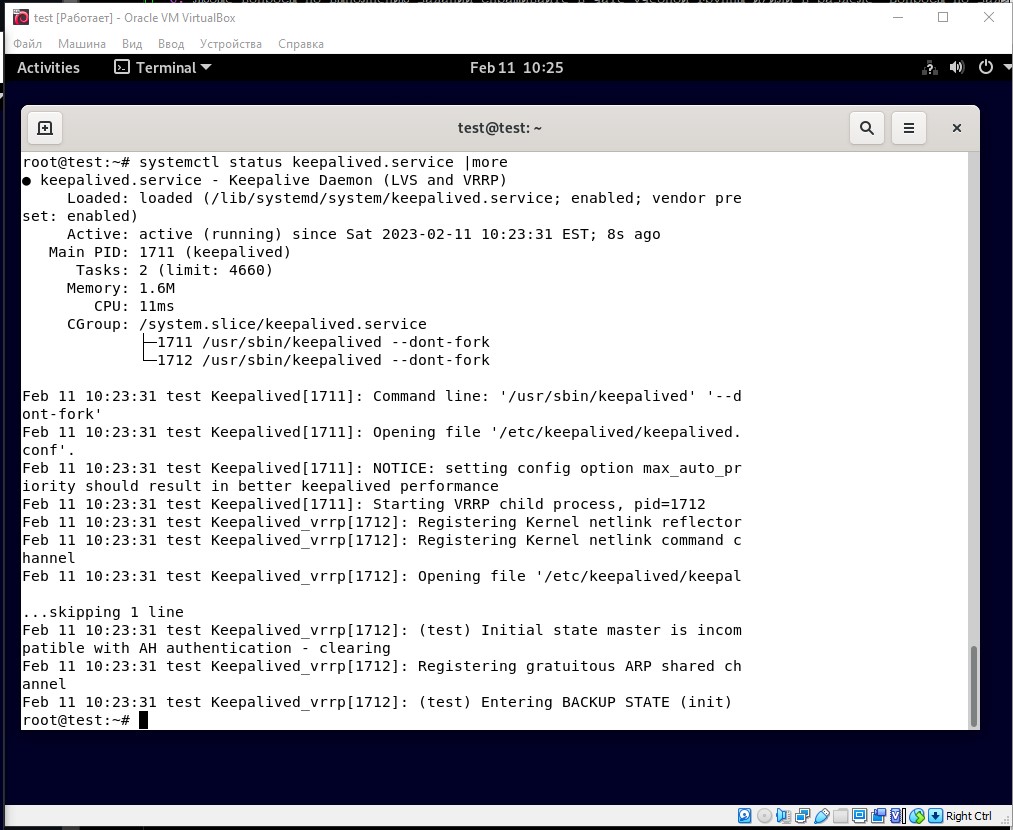 test [Работает] - Oracle VM VirtualBox
Файл Машина Вид Ввод Устройства Справка
Activities Terminal Feb 11 10:25
test@test: ~
root@test:~# systemctl status keepalived.service |more
● keepalived.service - Keepalive Daemon (LVS and VRRP)
Loaded: loaded (/lib/systemd/system/keepalived.service; enabled; vendor pre
set: enabled)
Active: active (running) since Sat 2023-02-11 10:23:31 EST; 8s ago
Main PID: 1711 (keepalived)
Tasks: 2 (limit: 4660)
Memory: 1.6M
CPU: 11ms
CGroup: /system.slice/keepalived.service
├─1711 /usr/sbin/keepalived --dont-fork
└─1712 /usr/sbin/keepalived --dont-fork
Feb 11 10:23:31 test Keepalived[1711]: Command line: '/usr/sbin/keepalived' '--d
ont-fork'
Feb 11 10:23:31 test Keepalived[1711]: Opening file '/etc/keepalived/keepalived.
conf'.
Feb 11 10:23:31 test Keepalived[1711]: NOTICE: setting config option max_auto_pr
iority should result in better keepalived performance
Feb 11 10:23:31 test Keepalived[1711]: Starting VRRP child process, pid=1712
Feb 11 10:23:31 test Keepalived_vrrp[1712]: Registering Kernel netlink reflector
Feb 11 10:23:31 test Keepalived_vrrp[1712]: Registering Kernel netlink command c
hannel
Feb 11 10:23:31 test Keepalived_vrrp[1712]: Opening file '/etc/keepalived/keepal
...skipping 1 line
Feb 11 10:23:31 test Keepalived_vrrp[1712]: (test) Initial state master is incom
patible with AH authentication - clearing
Feb 11 10:23:31 test Keepalived_vrrp[1712]: Registering gratuitous ARP shared ch
annel
Feb 11 10:23:31 test Keepalived_vrrp[1712]: (test) Entering BACKUP STATE (init)
root@test:~#
Right Ctrl